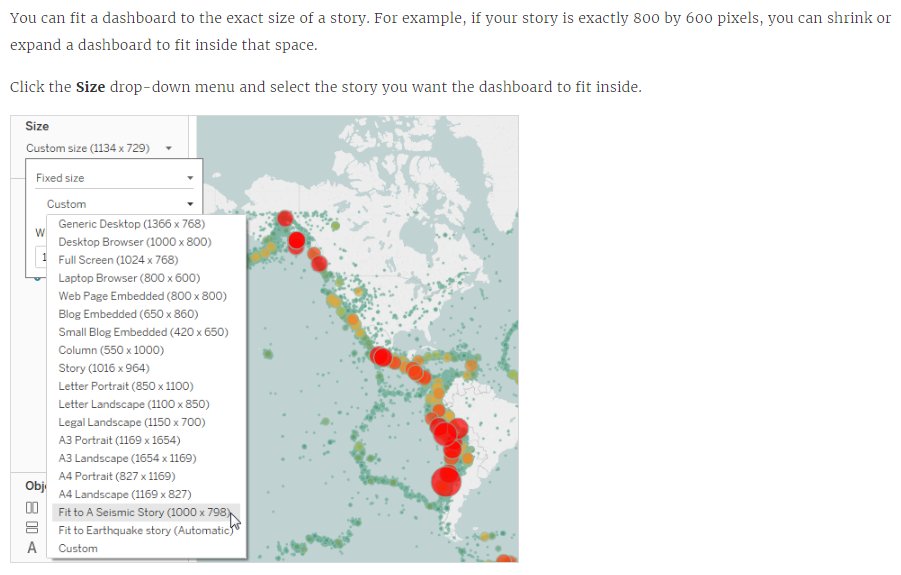 You can fit a dashboard to the exact size of a story. For example, if your story is exactly 800 by 600 pixels, you can shrink or
expand a dashboard to fit inside that space.
Click the Size drop-down menu and select the story you want the dashboard to fit inside.
Size
Custom size (1134 x 729)
Fixed size
Custom
W
1
Generic Desktop (1366 x 768)
Desktop Browser (1000 x 800)
Full Screen (1024 x 768)
Laptop Browser (800 x 600)
Web Page Embedded (800 x 800)
Blog Embedded (650 x 860)
Small Blog Embedded (420 x 650)
Column (550 x 1000)
Story (1016 x 964)
Letter Portrait (850 x 1100)
Letter Landscape (1100 x 850)
Legal Landscape (1150 x 700)
A3 Portrait (1169 x 1654)
A3 Landscape (1654 x 1169)
A4 Portrait (827 x 1169)
A4 Landscape (1169 x 827)
Obj
Fit to A Seismic Story (1000 x 798)
Fit to Earthquake story (Automatic)
A
Custom